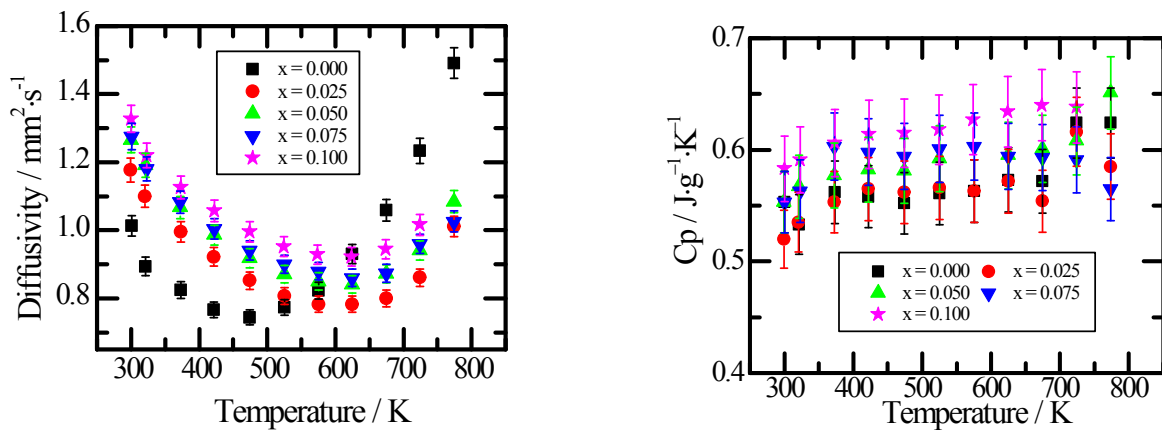 1.6
1.4
1.2
1.0
0.8
Diffusivity / mm²·s⁻¹
x = 0.000
x = 0.025
x = 0.050
x = 0.075
x = 0.100
300 400 500 600 700 800
Temperature / K
0.7
0.6
0.5
0.4
Cp / J·g⁻¹·K⁻¹
x = 0.000 x = 0.025
x = 0.050 x = 0.075
x = 0.100
300 400 500 600 700 800
Temperature / K